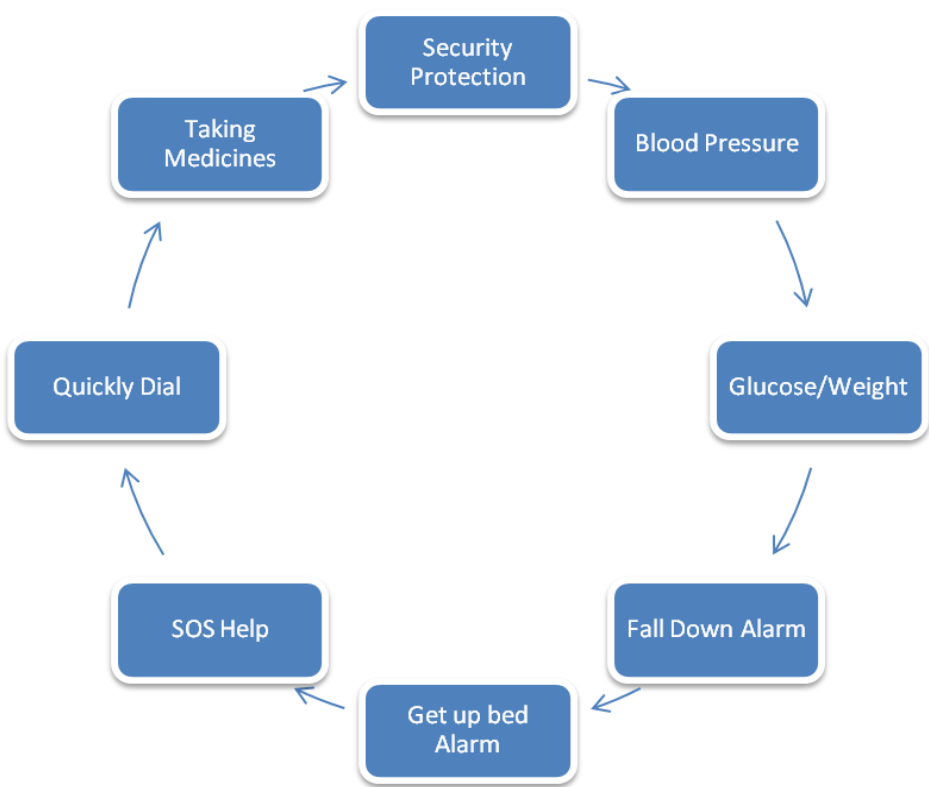 Security
Protection
Blood Pressure
Glucose/Weight
Fall Down Alarm
Get up bed
Alarm
SOS Help
Quickly Dial
Taking
Medicines